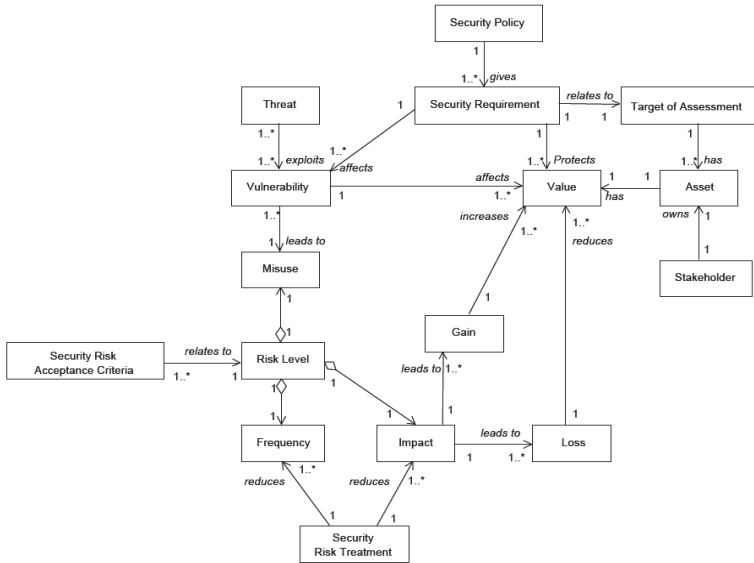 Security Policy
1
1..*
gives
Threat
Security Requirement
relates to
1
1
Target of Assessment
1..*
1..*
exploits
1
1..*
affects
1
1..*
Protects
1
1..*
has
Vulnerability
1
affects
1..*
Value
1
has
1
Asset
1..*
1
leads to
increases
1..*
1..*
reduces
owns
1
1
Misuse
Stakeholder
1
1
1
Gain
Security Risk
Acceptance Criteria
relates to
1..*
1
Risk Level
1
leads to
1..*
1
1
1
1
1
Frequency
Impact
leads to
1
1..*
Loss
reduces
1..*
reduces
1..*
1
1
Security
Risk Treatment